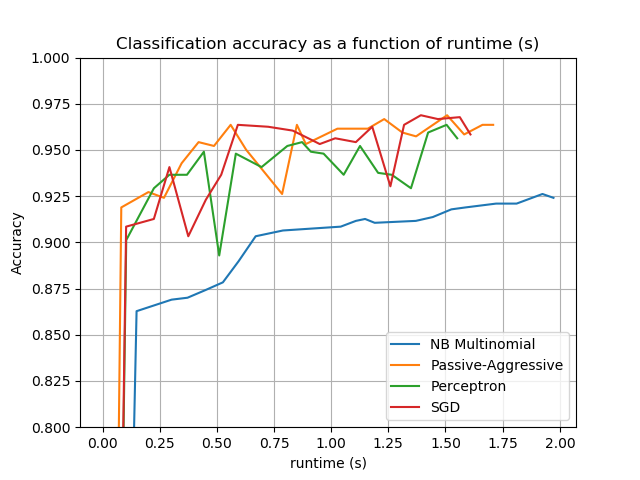 Classification accuracy as a function of runtime (s)
1.000
0.975
0.950
0.925
0.900
0.875
0.850
0.825
0.800
Accuracy
NB Multinomial
Passive-Aggressive
Perceptron
SGD
0.00 0.25 0.50 0.75 1.00 1.25 1.50 1.75 2.00
runtime (s)